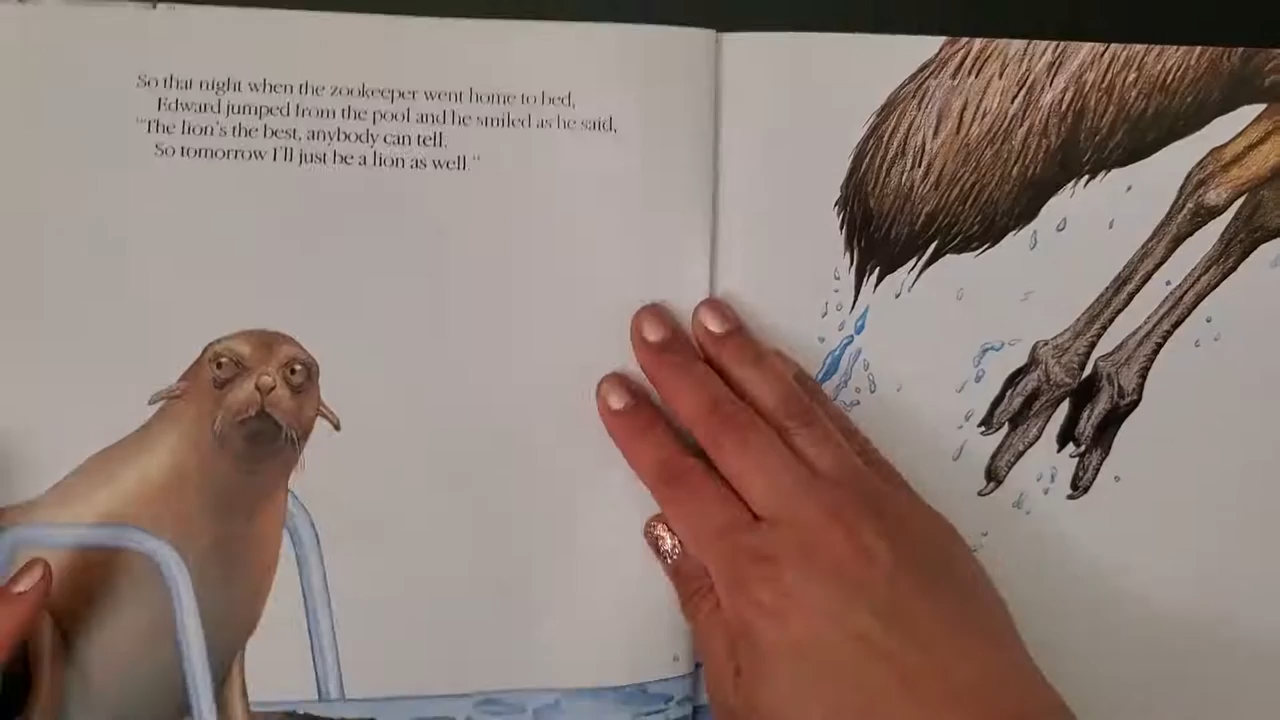 So that night when the zookeeper went home to bed,
Edward jumped from the pool and he smiled as he said,
"The lion's the best, anybody can tell.
So tomorrow I'll just be a lion as well."